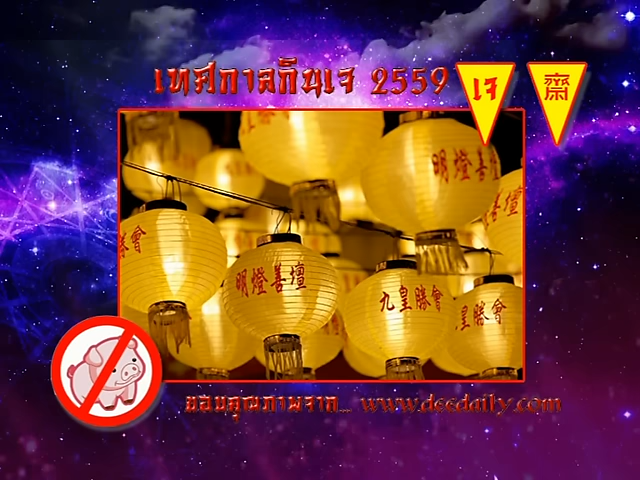 เทศกาลกินเจ 2559
เจ
齋
明燈善壇
壇
勝會
明燈善壇
九皇勝會
皇勝會
ขอบคุณภาพจาก... www.deedaily.com